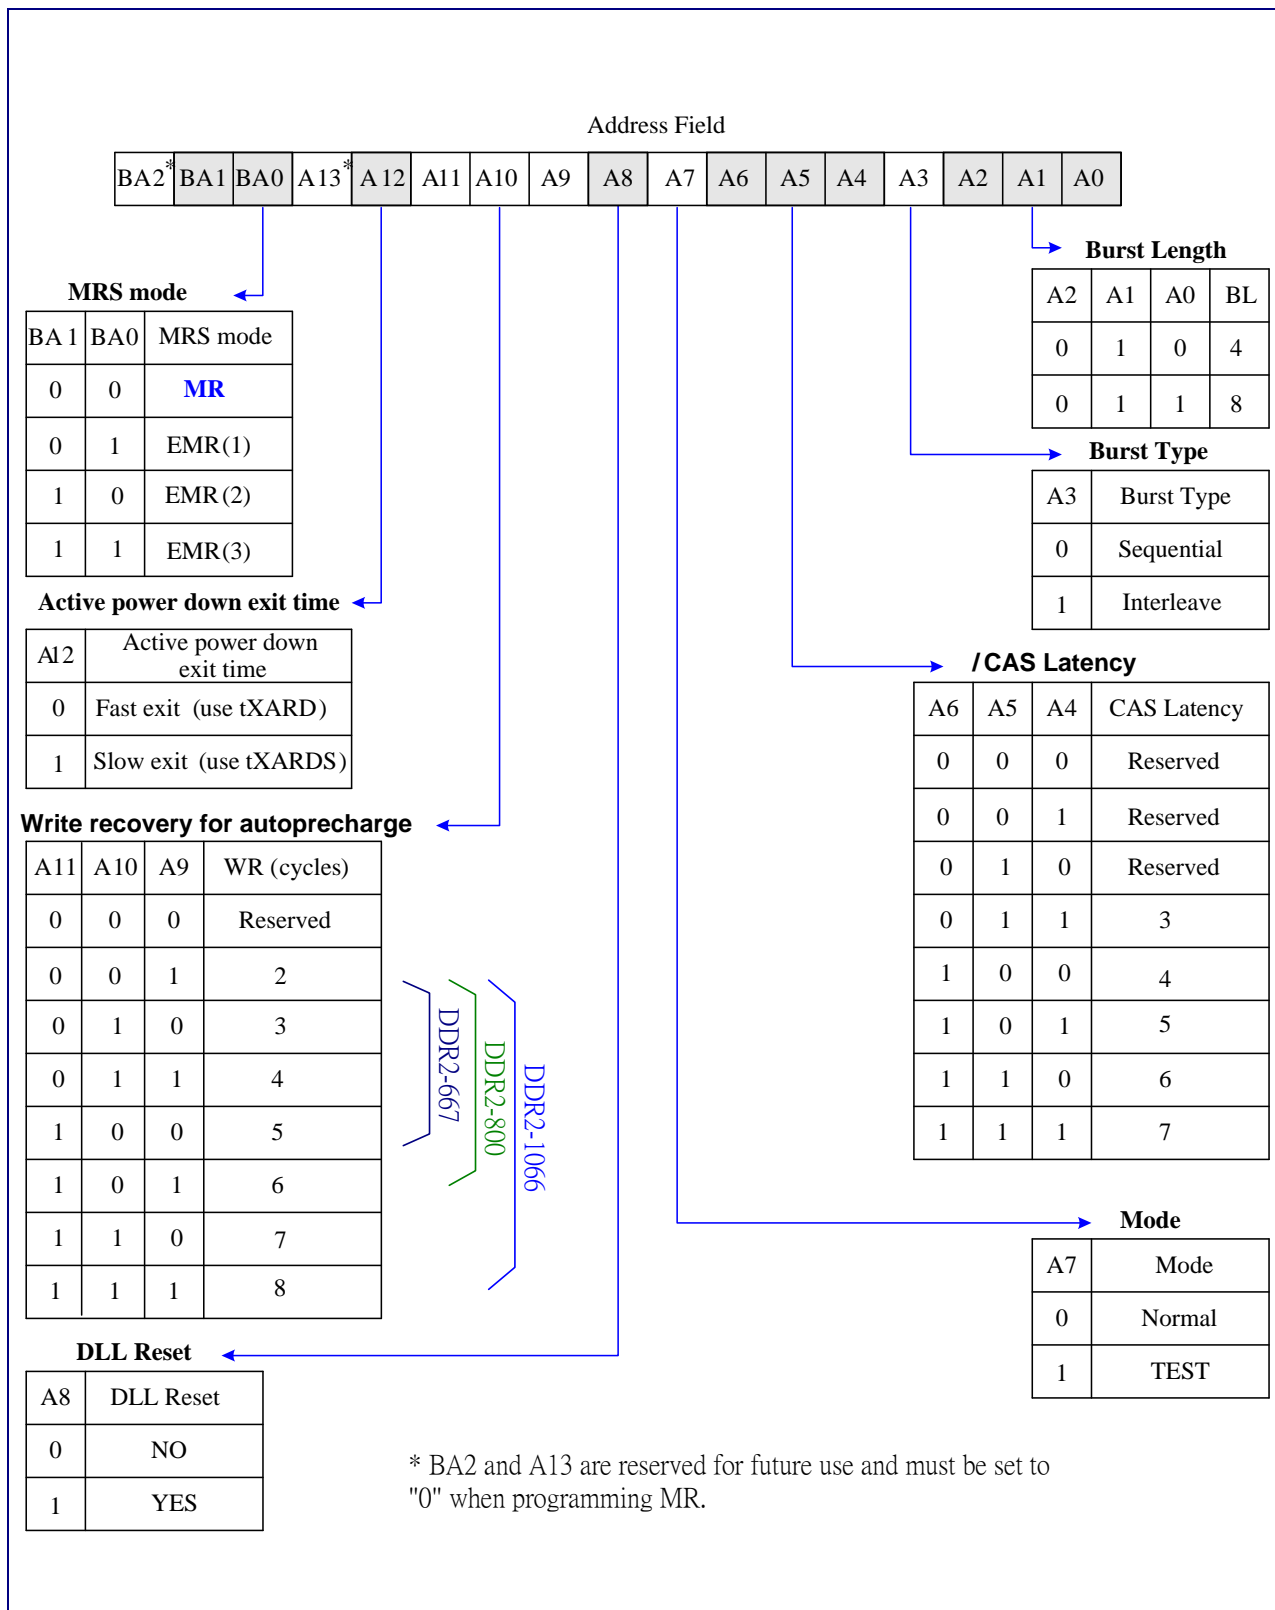 Address Field
BA2* BA1 BA0 A13* A12 A11 A10 A9 A8 A7 A6 A5 A4 A3 A2 A1 A0
MRS mode
BA1 BA0 MRS mode
0 0 MR
0 1 EMR(1)
1 0 EMR(2)
1 1 EMR(3)
Active power down exit time
A12 Active power down
exit time
0 Fast exit (use tXARD)
1 Slow exit (use tXARDS)
Write recovery for autoprecharge
A11 A10 A9 WR (cycles)
0 0 0 Reserved
0 0 1 2
0 1 0 3
0 1 1 4
1 0 0 5
1 0 1 6
1 1 0 7
1 1 1 8
DDR2-667
DDR2-800
DDR2-1066
DLL Reset
A8 DLL Reset
0 NO
1 YES
Burst Length
A2 A1 A0 BL
0 1 0 4
0 1 1 8
Burst Type
A3 Burst Type
0 Sequential
1 Interleave
/CAS Latency
A6 A5 A4 CAS Latency
0 0 0 Reserved
0 0 1 Reserved
0 1 0 Reserved
0 1 1 3
1 0 0 4
1 0 1 5
1 1 0 6
1 1 1 7
Mode
A7 Mode
0 Normal
1 TEST
* BA2 and A13 are reserved for future use and must be set to
"0" when programming MR.